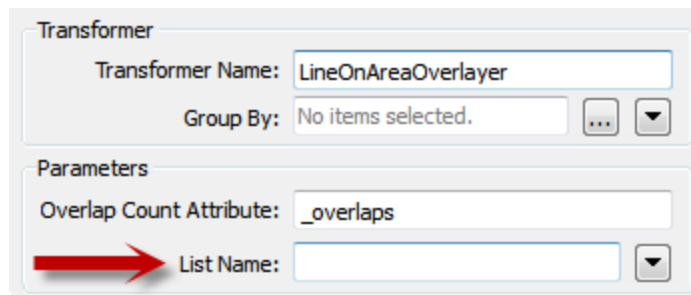 Transformer
Transformer Name: LineOnAreaOverlayer
Group By: No items selected. ...
Parameters
Overlap Count Attribute: _overlaps
List Name: